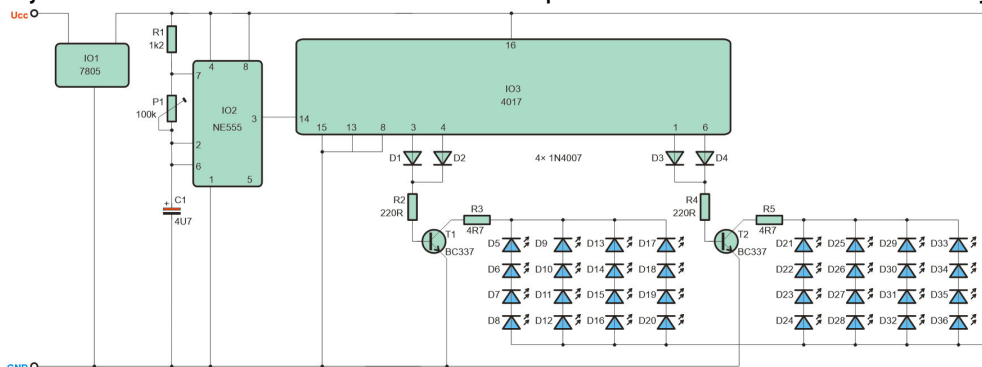 Ucc
R1
1k2
IO1
7805
4 8
7
P1
100k
IO2
NE555
3
2
6
1 5
+ C1
4U7
16
IO3
4017
14
15 13 8 3 4 1 6
D1 D2 4× 1N4007 D3 D4
R2
220R
R3
4R7
T1
BC337
R4
220R
R5
4R7
T2
BC337
D5 D9 D13 D17 D21 D25 D29 D33
D6 D10 D14 D18 D22 D26 D30 D34
D7 D11 D15 D19 D23 D27 D31 D35
D8 D12 D16 D20 D24 D28 D32 D36
GND